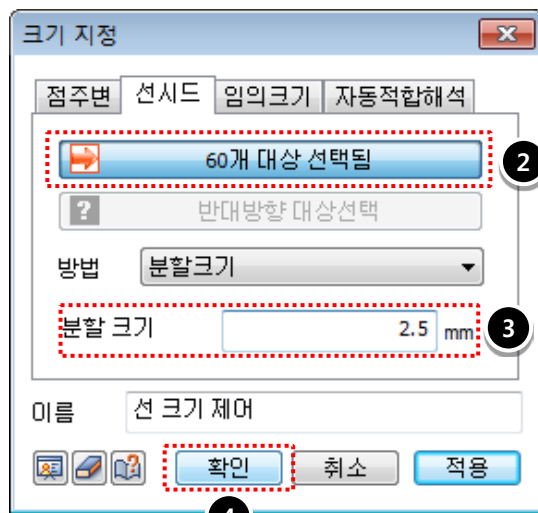 크기 지정
점주변 선시드 임의크기 자동적합해석
60개 대상 선택됨 2
? 반대방향 대상선택
방법 분할크기
분할 크기 2.5 mm 3
이름 선 크기 제어
확인 취소 적용
4